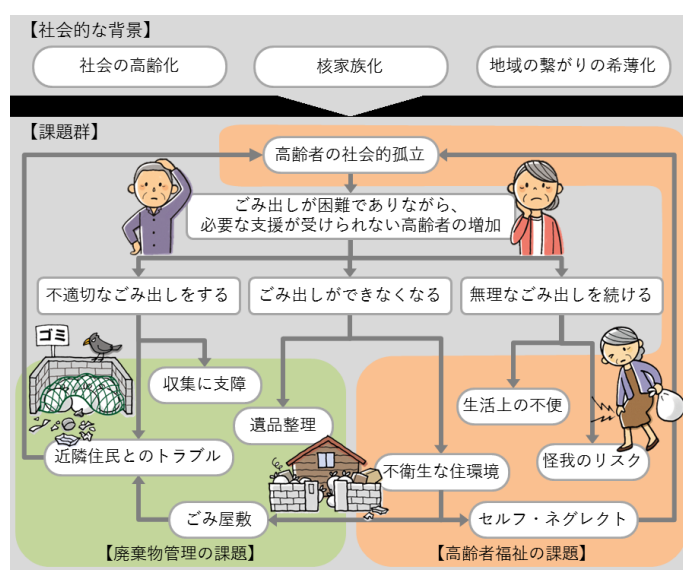 【社会的な背景】
社会の高齢化
核家族化
地域の繋がりの希薄化
【課題群】
高齢者の社会的孤立
ごみ出しが困難でありながら、
必要な支援が受けられない高齢者の増加
不適切なごみ出しをする
ごみ出しができなくなる
無理なごみ出しを続ける
ゴミ
収集に支障
遺品整理
生活上の不便
近隣住民とのトラブル
不衛生な住環境
怪我のリスク
ごみ屋敷
セルフ・ネグレクト
【廃棄物管理の課題】
【高齢者福祉の課題】